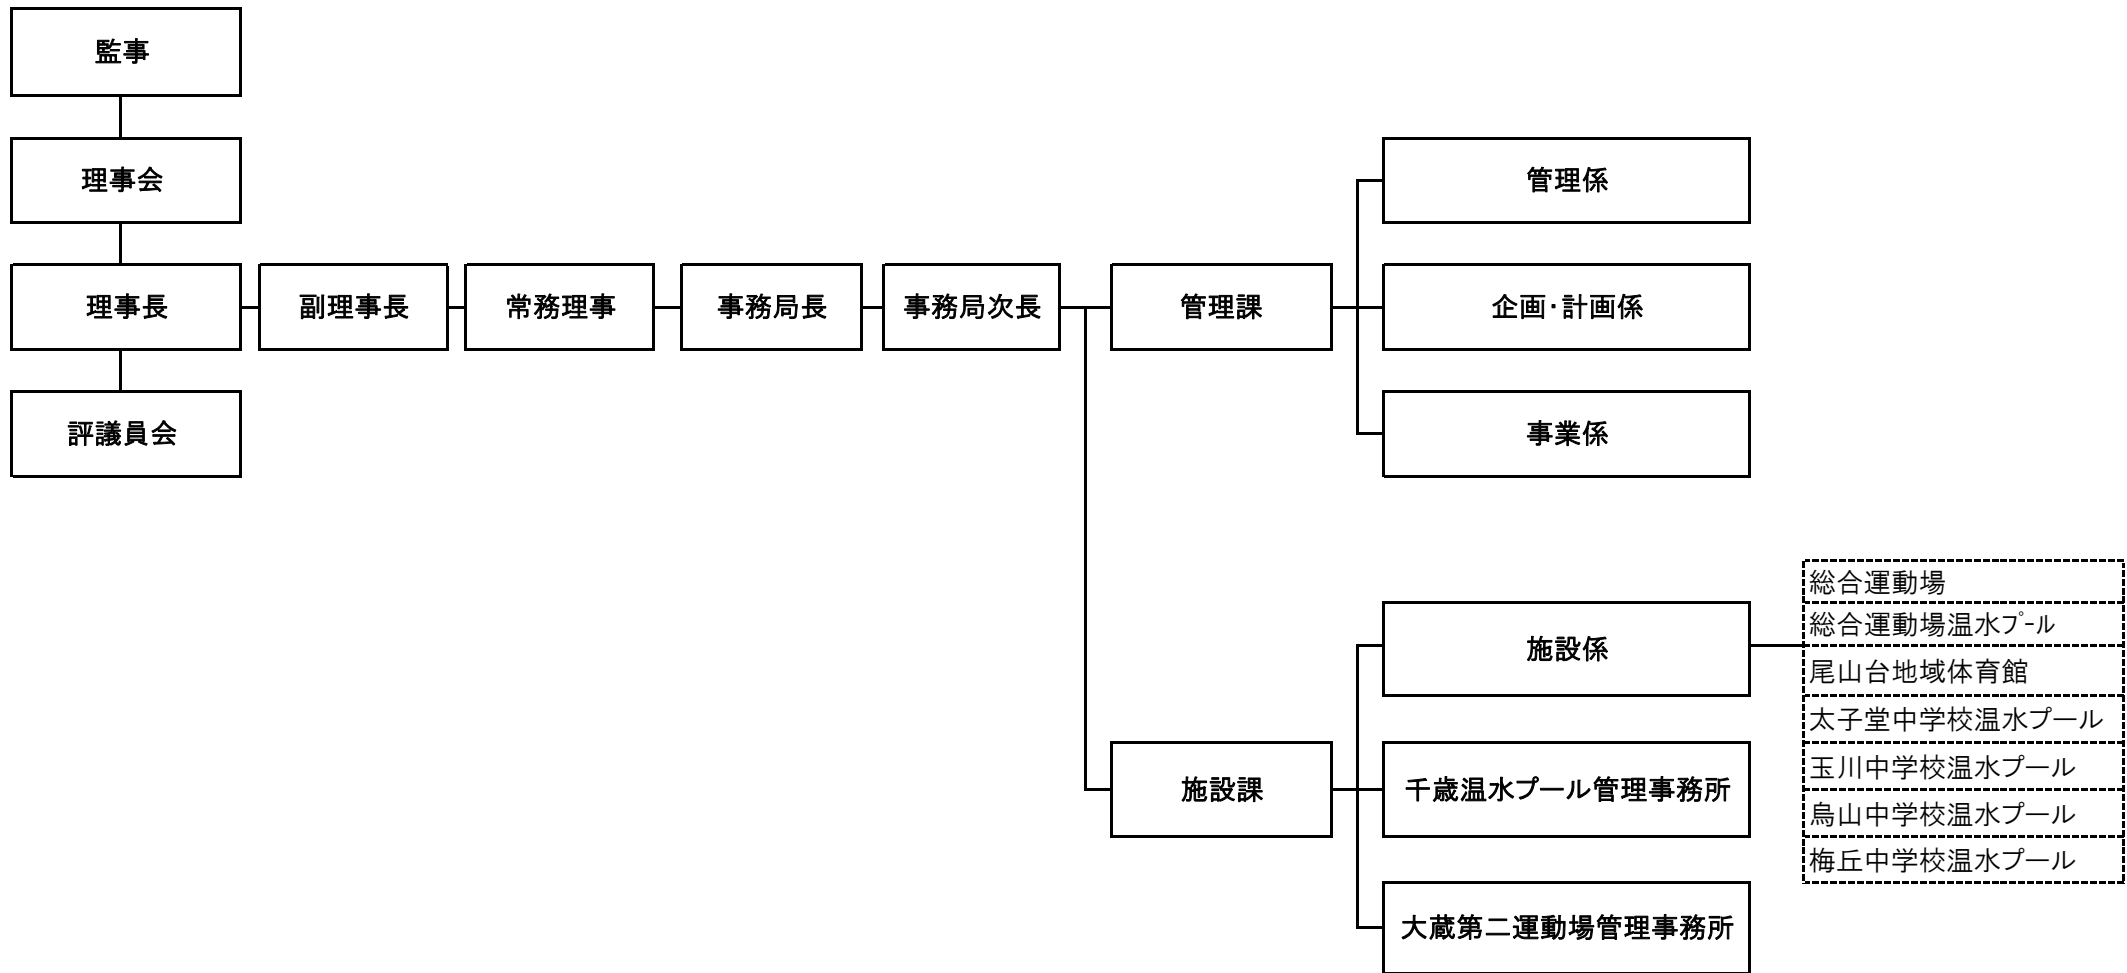 監事
理事会
管理係
理事長
副理事長
常務理事
事務局長
事務局次長
管理課
企画・計画係
評議員会
事業係
総合運動場
総合運動場温水ﾌﾟｰﾙ
施設係
尾山台地域体育館
太子堂中学校温水プール
玉川中学校温水プール
施設課
千歳温水プール管理事務所
烏山中学校温水プール
梅丘中学校温水プール
大蔵第二運動場管理事務所